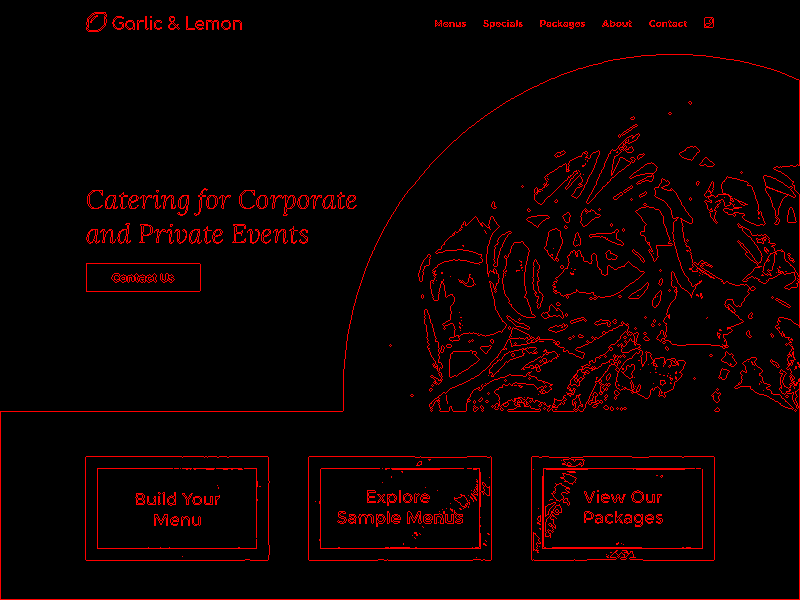 Garlic & Lemon
Menus Specials Packages About Contact
Catering for Corporate
and Private Events
Contact Us
Build Your
Menu
Explore
Sample Menus
View Our
Packages